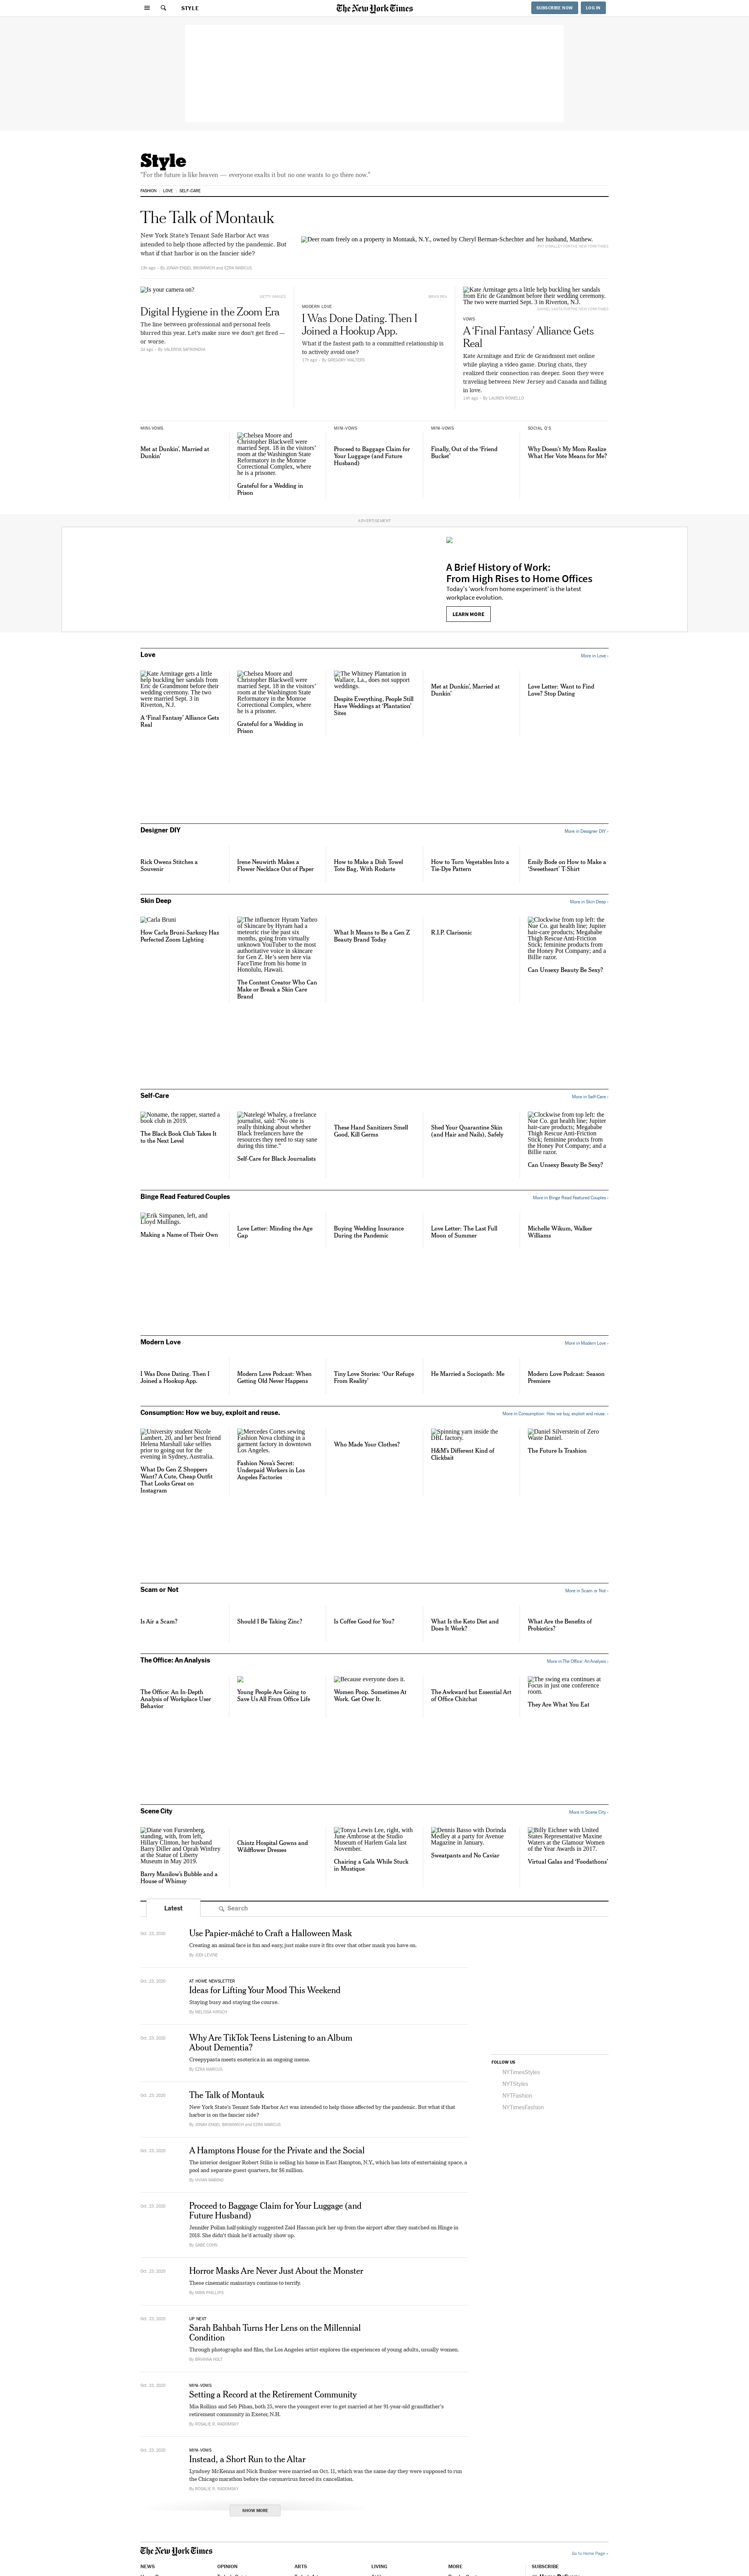 STYLE
The New York Times
SUBSCRIBE NOW
LOG IN
Style
"For the future is like heaven — everyone exalts it but no one wants to go there now."
FASHION
LOVE
SELF-CARE
The Talk of Montauk
New York State's Tenant Safe Harbor Act was
intended to help those affected by the pandemic. But
what if that harbor is on the fancier side?
13h ago · By JONAH ENGEL BROMWICH and EZRA MARCUS
Deer roam freely on a property in Montauk, N.Y., owned by Cheryl Berman-Schechter and her husband, Matthew.
Is your camera on?
GETTY IMAGES
Digital Hygiene in the Zoom Era
The line between professional and personal feels
blurred this year. Let's make sure we don't get fired —
or worse.
2d ago · By VALERIYA SAFRONOVA
BRIAN REA
MODERN LOVE
I Was Done Dating. Then I
Joined a Hookup App.
What if the fastest path to a committed relationship is
to actively avoid one?
17h ago · By GREGORY WALTERS
Kate Armitage gets a little help buckling her sandals
from Eric de Grandmont before their wedding ceremony.
The two were married Sept. 3 in Riverton, N.J.
VOWS
A 'Final Fantasy' Alliance Gets
Real
Kate Armitage and Eric de Grandmont met online
while playing a video game. During chats, they
realized their connection ran deeper. Soon they were
traveling between New Jersey and Canada and falling
in love.
14h ago · By LAUREN ROWELLO
MINI-VOWS
Met at Dunkin', Married at
Dunkin'
Chelsea Moore and
Christopher Blackwell were
married Sept. 18 in the visitors'
room at the Washington State
Reformatory in the Monroe
Correctional Complex, where
he is a prisoner.
Grateful for a Wedding in
Prison
MINI-VOWS
Proceed to Baggage Claim for
Your Luggage (and Future
Husband)
MINI-VOWS
Finally, Out of the 'Friend
Bucket'
SOCIAL Q'S
Why Doesn't My Mom Realize
What Her Vote Means for Me?
ADVERTISEMENT
A Brief History of Work:
From High Rises to Home Offices
Today's 'work from home experiment' is the latest
workplace evolution.
LEARN MORE
Love
More in Love ›
Kate Armitage gets a little
help buckling her sandals from
Eric de Grandmont before their
wedding ceremony. The two
were married Sept. 3 in
Riverton, N.J.
A 'Final Fantasy' Alliance Gets
Real
Chelsea Moore and
Christopher Blackwell were
married Sept. 18 in the visitors'
room at the Washington State
Reformatory in the Monroe
Correctional Complex, where
he is a prisoner.
Grateful for a Wedding in
Prison
The Whitney Plantation in
Wallace, La., does not support
weddings.
Despite Everything, People Still
Have Weddings at 'Plantation'
Sites
Met at Dunkin', Married at
Dunkin'
Love Letter: Want to Find
Love? Stop Dating
Designer DIY
More in Designer DIY ›
Rick Owens Stitches a
Souvenir
Irene Neuwirth Makes a
Flower Necklace Out of Paper
How to Make a Dish Towel
Tote Bag, With Rodarte
How to Turn Vegetables Into a
Tie-Dye Pattern
Emily Bode on How to Make a
'Sweetheart' T-Shirt
Skin Deep
More in Skin Deep ›
Carla Bruni
How Carla Bruni-Sarkozy Has
Perfected Zoom Lighting
The influencer Hyram Yarbro
of Skincare by Hyram had a
meteoric rise the past six
months, going from virtually
unknown YouTuber to the most
authoritative voice in skincare
for Gen Z. He's seen here via
FaceTime from his home in
Honolulu, Hawaii.
The Content Creator Who Can
Make or Break a Skin Care
Brand
What It Means to Be a Gen Z
Beauty Brand Today
R.I.P. Clarisonic
Clockwise from top left: the
Nue Co. gut health line; Jupiter
hair-care products; Megababe
Thigh Rescue Anti-Friction
Stick; feminine products from
the Honey Pot Company; and a
Billie razor.
Can Unsexy Beauty Be Sexy?
Self-Care
More in Self-Care ›
Noname, the rapper, started a
book club in 2019.
The Black Book Club Takes It
to the Next Level
Natelegé Whaley, a freelance
journalist, said: "No one is
really thinking about whether
Black freelancers have the
resources they need to stay sane
during this time."
Self-Care for Black Journalists
These Hand Sanitizers Smell
Good, Kill Germs
Shed Your Quarantine Skin
(and Hair and Nails), Safely
Clockwise from top left: the
Nue Co. gut health line; Jupiter
hair-care products; Megababe
Thigh Rescue Anti-Friction
Stick; feminine products from
the Honey Pot Company; and a
Billie razor.
Can Unsexy Beauty Be Sexy?
Binge Read Featured Couples
More in Binge Read Featured Couples ›
Erik Simpanen, left, and
Lloyd Mullings.
Making a Name of Their Own
Love Letter: Minding the Age
Gap
Buying Wedding Insurance
During the Pandemic
Love Letter: The Last Full
Moon of Summer
Michelle Wikum, Walker
Williams
Modern Love
More in Modern Love ›
I Was Done Dating. Then I
Joined a Hookup App.
Modern Love Podcast: When
Getting Old Never Happens
Tiny Love Stories: 'Our Refuge
From Reality'
He Married a Sociopath: Me
Modern Love Podcast: Season
Premiere
Consumption: How we buy, exploit and reuse.
More in Consumption: How we buy, exploit and reuse. ›
University student Nicole
Lambert, 20, and her best friend
Helena Marshall take selfies
prior to going out for the
evening in Sydney, Australia.
What Do Gen Z Shoppers
Want? A Cute, Cheap Outfit
That Looks Great on
Instagram
Mercedes Cortes sewing
Fashion Nova clothing in a
garment factory in downtown
Los Angeles.
Fashion Nova's Secret:
Underpaid Workers in Los
Angeles Factories
Who Made Your Clothes?
Spinning yarn inside the
DBL factory.
H&M's Different Kind of
Clickbait
Daniel Silverstein of Zero
Waste Daniel.
The Future Is Trashion
Scam or Not
More in Scam or Not ›
Is Air a Scam?
Should I Be Taking Zinc?
Is Coffee Good for You?
What Is the Keto Diet and
Does It Work?
What Are the Benefits of
Probiotics?
The Office: An Analysis
More in The Office: An Analysis ›
The Office: An In-Depth
Analysis of Workplace User
Behavior
Young People Are Going to
Save Us All From Office Life
Because everyone does it.
Women Poop. Sometimes At
Work. Get Over It.
The Awkward but Essential Art
of Office Chitchat
The swing era continues at
Focus in just one conference
room.
They Are What You Eat
Scene City
More in Scene City ›
Diane von Furstenberg,
standing, with, from left,
Hillary Clinton, her husband
Barry Diller and Oprah Winfrey
at the Statue of Liberty
Museum in May 2019.
Barry Manilow's Bubble and a
House of Whimsy
Chintz Hospital Gowns and
Wildflower Dresses
Tonya Lewis Lee, right, with
June Ambrose at the Studio
Museum of Harlem Gala last
November.
Chairing a Gala While Stuck
in Mustique
Dennis Basso with Dorinda
Medley at a party for Avenue
Magazine in January.
Sweatpants and No Caviar
Billy Eichner with United
States Representative Maxine
Waters at the Glamour Women
of the Year Awards in 2017.
Virtual Galas and 'Foodathons'
Latest
Search
Oct. 23, 2020
Use Papier-mâché to Craft a Halloween Mask
Creating an animal face is fun and easy, just make sure it fits over that other mask you have on.
By JODI LEVINE
Oct. 23, 2020
AT HOME NEWSLETTER
Ideas for Lifting Your Mood This Weekend
Staying busy and staying the course.
By MELISSA KIRSCH
Oct. 23, 2020
Why Are TikTok Teens Listening to an Album
About Dementia?
Creepypasta meets esoterica in an ongoing meme.
By EZRA MARCUS
Oct. 23, 2020
The Talk of Montauk
New York State's Tenant Safe Harbor Act was intended to help those affected by the pandemic. But what if that
harbor is on the fancier side?
By JONAH ENGEL BROMWICH and EZRA MARCUS
Oct. 23, 2020
A Hamptons House for the Private and the Social
The interior designer Robert Stilin is selling his home in East Hampton, N.Y., which has lots of entertaining space, a
pool and separate guest quarters, for $6 million.
By VIVIAN MARINO
Oct. 23, 2020
Proceed to Baggage Claim for Your Luggage (and
Future Husband)
Jennifer Pollan half-jokingly suggested Zaid Hassan pick her up from the airport after they matched on Hinge in
2018. She didn't think he'd actually show up.
By GABE COHN
Oct. 23, 2020
Horror Masks Are Never Just About the Monster
These cinematic mainstays continue to terrify.
By MAYA PHILLIPS
Oct. 23, 2020
UP NEXT
Sarah Bahbah Turns Her Lens on the Millennial
Condition
Through photographs and film, the Los Angeles artist explores the experiences of young adults, usually women.
By BRIANNA HOLT
Oct. 23, 2020
MINI-VOWS
Setting a Record at the Retirement Community
Mia Rollins and Seh Pihan, both 25, were the youngest ever to get married at her 91-year-old grandfather's
retirement community in Exeter, N.H.
By ROSALIE R. RADOMSKY
Oct. 23, 2020
MINI-VOWS
Instead, a Short Run to the Altar
Lyndsey McKenna and Nick Bunker were married on Oct. 11, which was the same day they were supposed to run
the Chicago marathon before the coronavirus forced its cancellation.
By ROSALIE R. RADOMSKY
SHOW MORE
FOLLOW US
NYTimesStyles
NYTStyles
NYTFashion
NYTimesFashion
The New York Times
Go to Home Page »
NEWS
OPINION
ARTS
LIVING
MORE
SUBSCRIBE